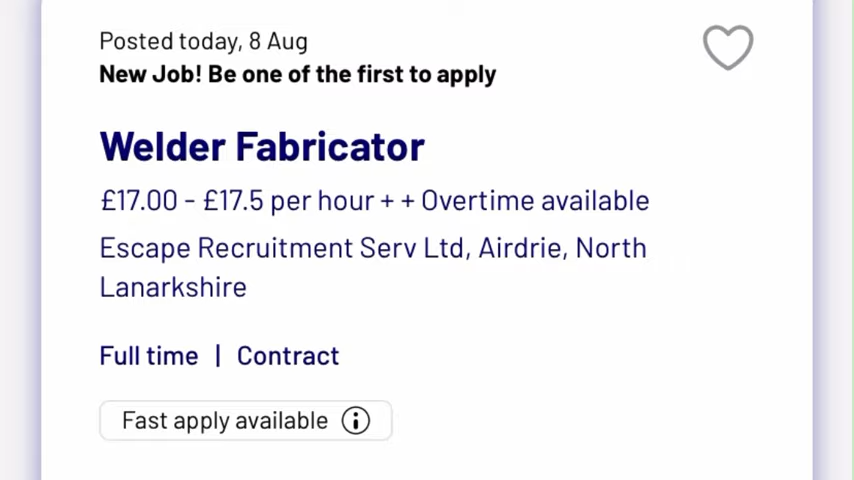 Posted today, 8 Aug
New Job! Be one of the first to apply
Welder Fabricator
£17.00 - £17.5 per hour + + Overtime available
Escape Recruitment Serv Ltd, Airdrie, North
Lanarkshire
Full time | Contract
Fast apply available